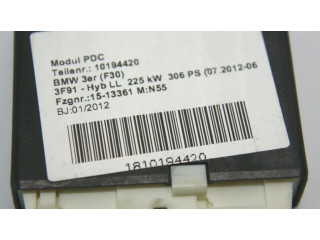 Modul PDC
Teilenr.: 10194420
BMW 3er (F30)
3F91 - Hyb LL 225 kW 306 PS (07.2012-06
Fzgnr.:15-13361 M:N55
BJ:01/2012
1810194420